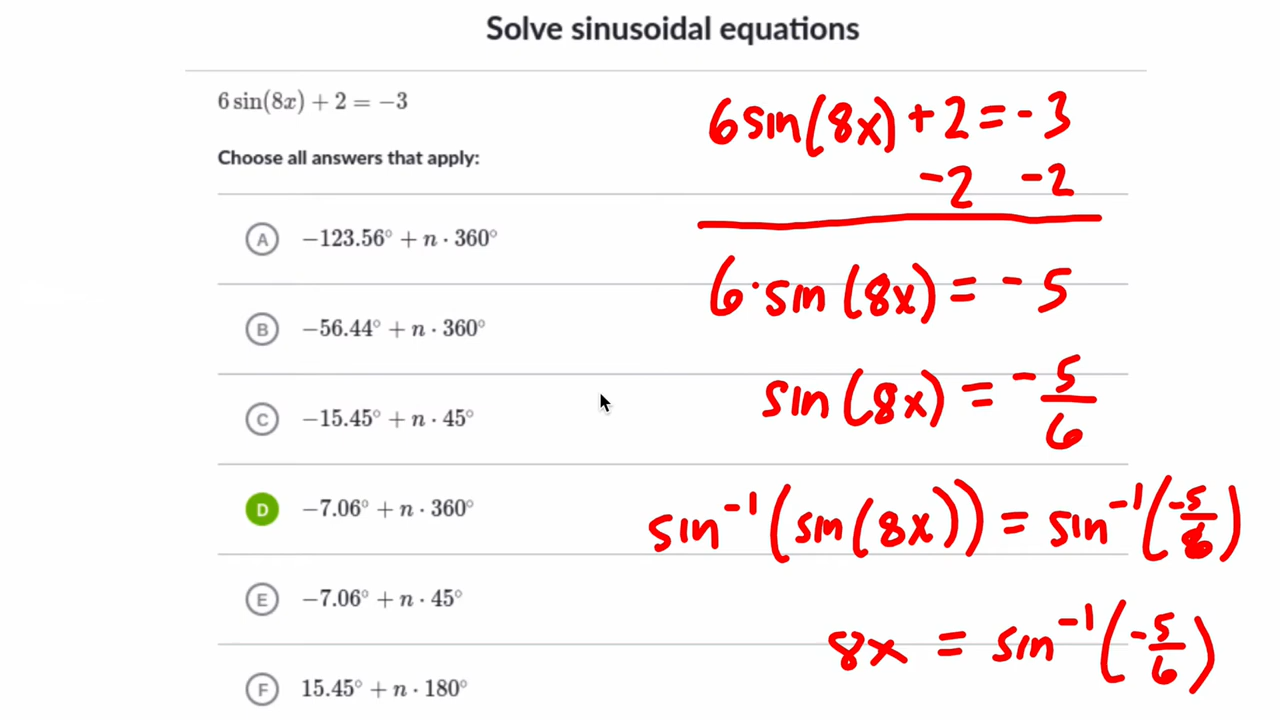 Solve sinusoidal equations
6 sin(8x) + 2 = −3
Choose all answers that apply:
A −123.56° + n · 360°
B −56.44° + n · 360°
C −15.45° + n · 45°
D −7.06° + n · 360°
E −7.06° + n · 45°
F 15.45° + n · 180°
6sin(8x)+2=-3
-2 -2
6·sin(8x) = -5
sin(8x) = -5/6
sin⁻¹(sin(8x)) = sin⁻¹(-5/6)
8x = sin⁻¹(-5/6)